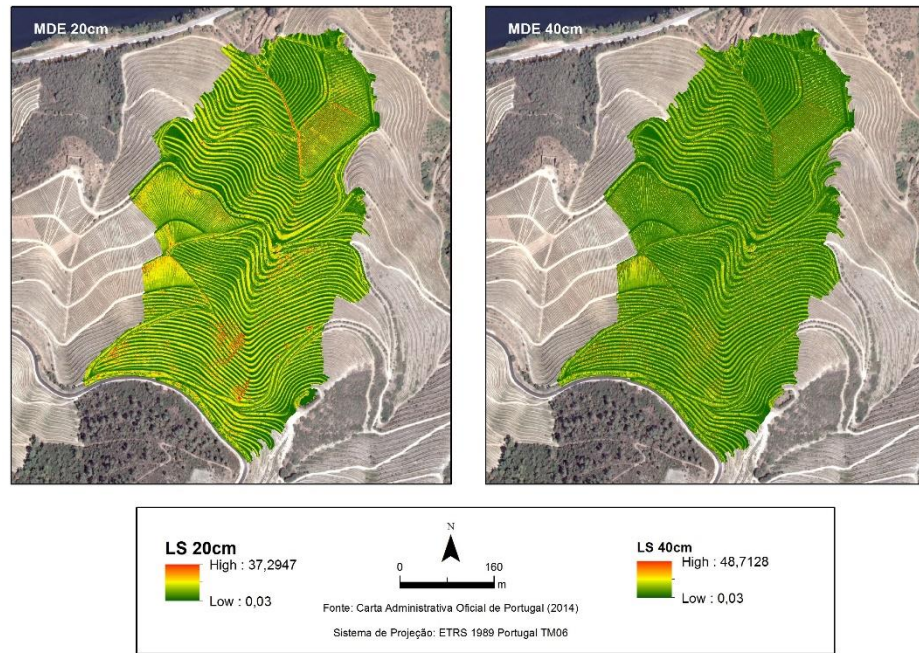 MDE 20cm
MDE 40cm
LS 20cm
High : 37,2947
Low : 0,03
N
0 160
m
Fonte: Carta Administrativa Oficial de Portugal (2014)
Sistema de Projeção: ETRS 1989 Portugal TM06
LS 40cm
High : 48,7128
Low : 0,03